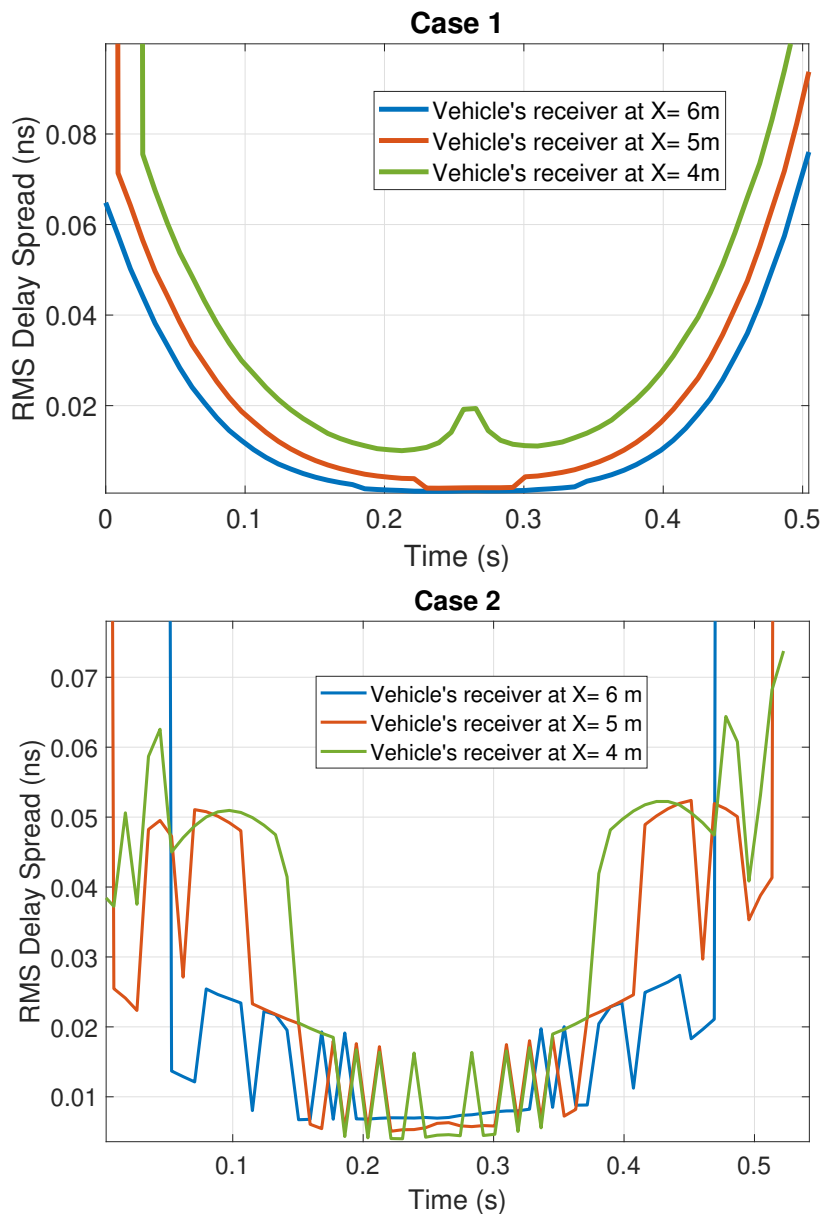 Case 1
RMS Delay Spread (ns)
0.08
0.06
0.04
0.02
Vehicle's receiver at X= 6m
Vehicle's receiver at X= 5m
Vehicle's receiver at X= 4m
0 0.1 0.2 0.3 0.4 0.5
Time (s)
Case 2
RMS Delay Spread (ns)
0.07
0.06
0.05
0.04
0.03
0.02
0.01
Vehicle's receiver at X= 6 m
Vehicle's receiver at X= 5 m
Vehicle's receiver at X= 4 m
0.1 0.2 0.3 0.4 0.5
Time (s)